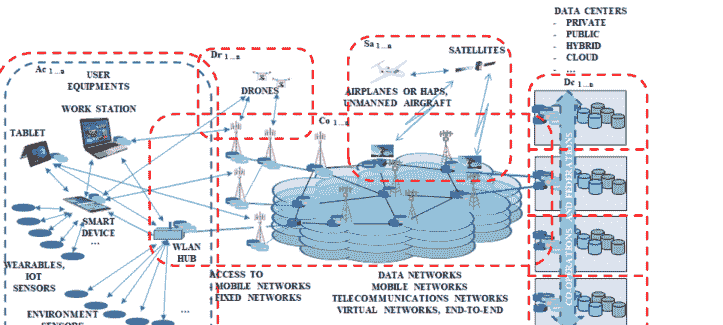 DATA CENTERS
- PRIVATE
- PUBLIC
- HYBRID
- CLOUD
- ...
Sa 1...n
SATELLITES
Dr 1...n
DRONES
AIRPLANES OR HAPS,
UNMANNED AIRCRAFT
Ac 1...n
USER
EQUIPMENTS
WORK STATION
TABLET
Dc 1...n
Co 1...n
SMART
DEVICE
...
WLAN
HUB
WEARABLES,
IOT
SENSORS
ENVIRONMENT
SENSORS
...
ACCESS TO
MOBILE NETWORKS
FIXED NETWORKS
DATA NETWORKS
MOBILE NETWORKS
TELECOMMUNICATIONS NETWORKS
VIRTUAL NETWORKS, END-TO-END
COOPERATIONS AND FEDERATIONS